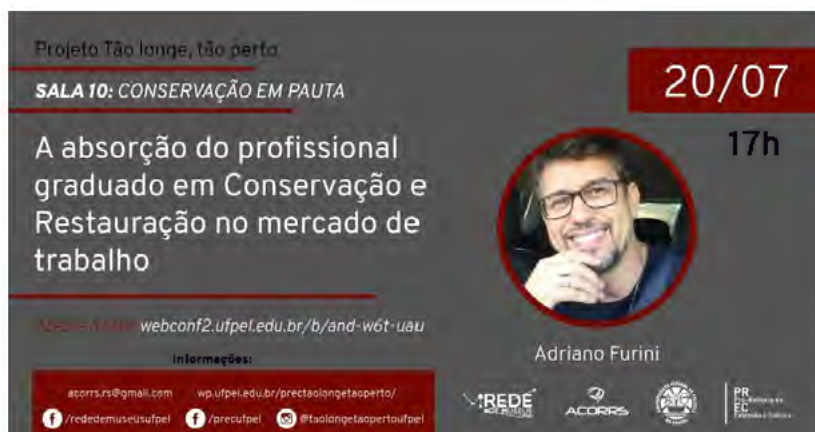 Projeto Tão longe, tão perto
SALA 10: CONSERVAÇÃO EM PAUTA
20/07
17h
A absorção do profissional
graduado em Conservação e
Restauração no mercado de
trabalho
webconf2.ufpel.edu.br/b/and-w6t-uau
Adriano Furini
Informações:
acorrs.rs@gmail.com wp.ufpel.edu.br/prectaolongetaoperto/
/rededemuseusufpel /precufpel @taolongetaopertoufpel
REDE
ACORRS
PR
EC